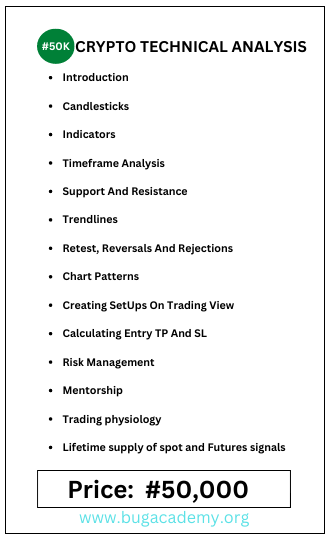 #50K CRYPTO TECHNICAL ANALYSIS
• Introduction
• Candlesticks
• Indicators
• Timeframe Analysis
• Support And Resistance
• Trendlines
• Retest, Reversals And Rejections
• Chart Patterns
• Creating SetUps On Trading View
• Calculating Entry TP And SL
• Risk Management
• Mentorship
• Trading physiology
• Lifetime supply of spot and Futures signals
Price: #50,000
www.bugacademy.org